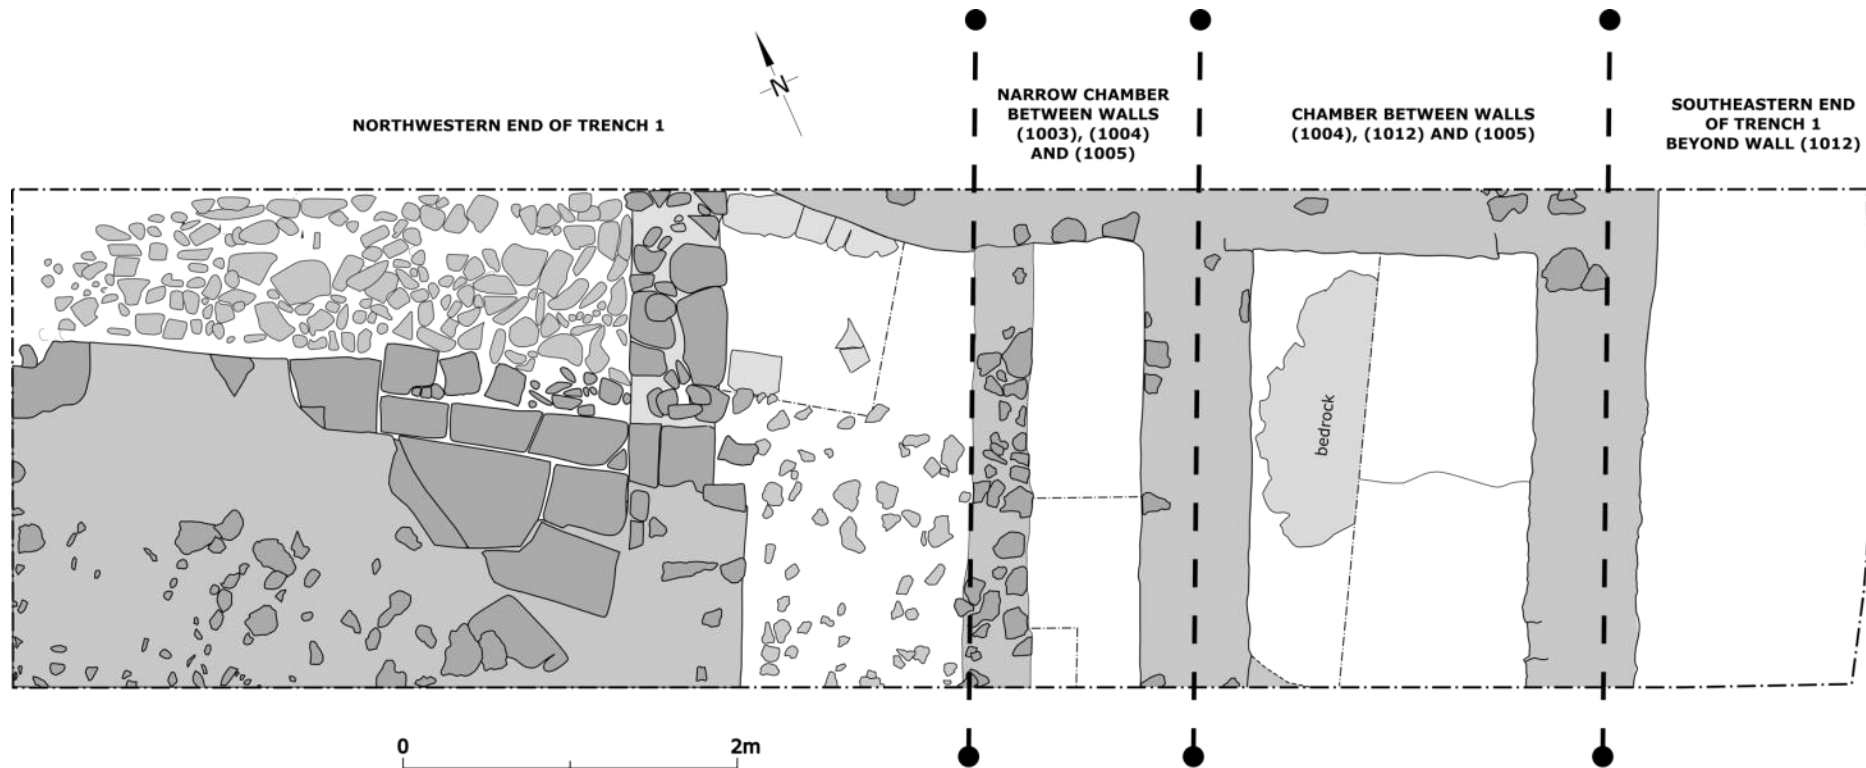 NORTHWESTERN END OF TRENCH 1
N
NARROW CHAMBER
BETWEEN WALLS
(1003), (1004)
AND (1005)
CHAMBER BETWEEN WALLS
(1004), (1012) AND (1005)
SOUTHEASTERN END
OF TRENCH 1
BEYOND WALL (1012)
bedrock
0
2m